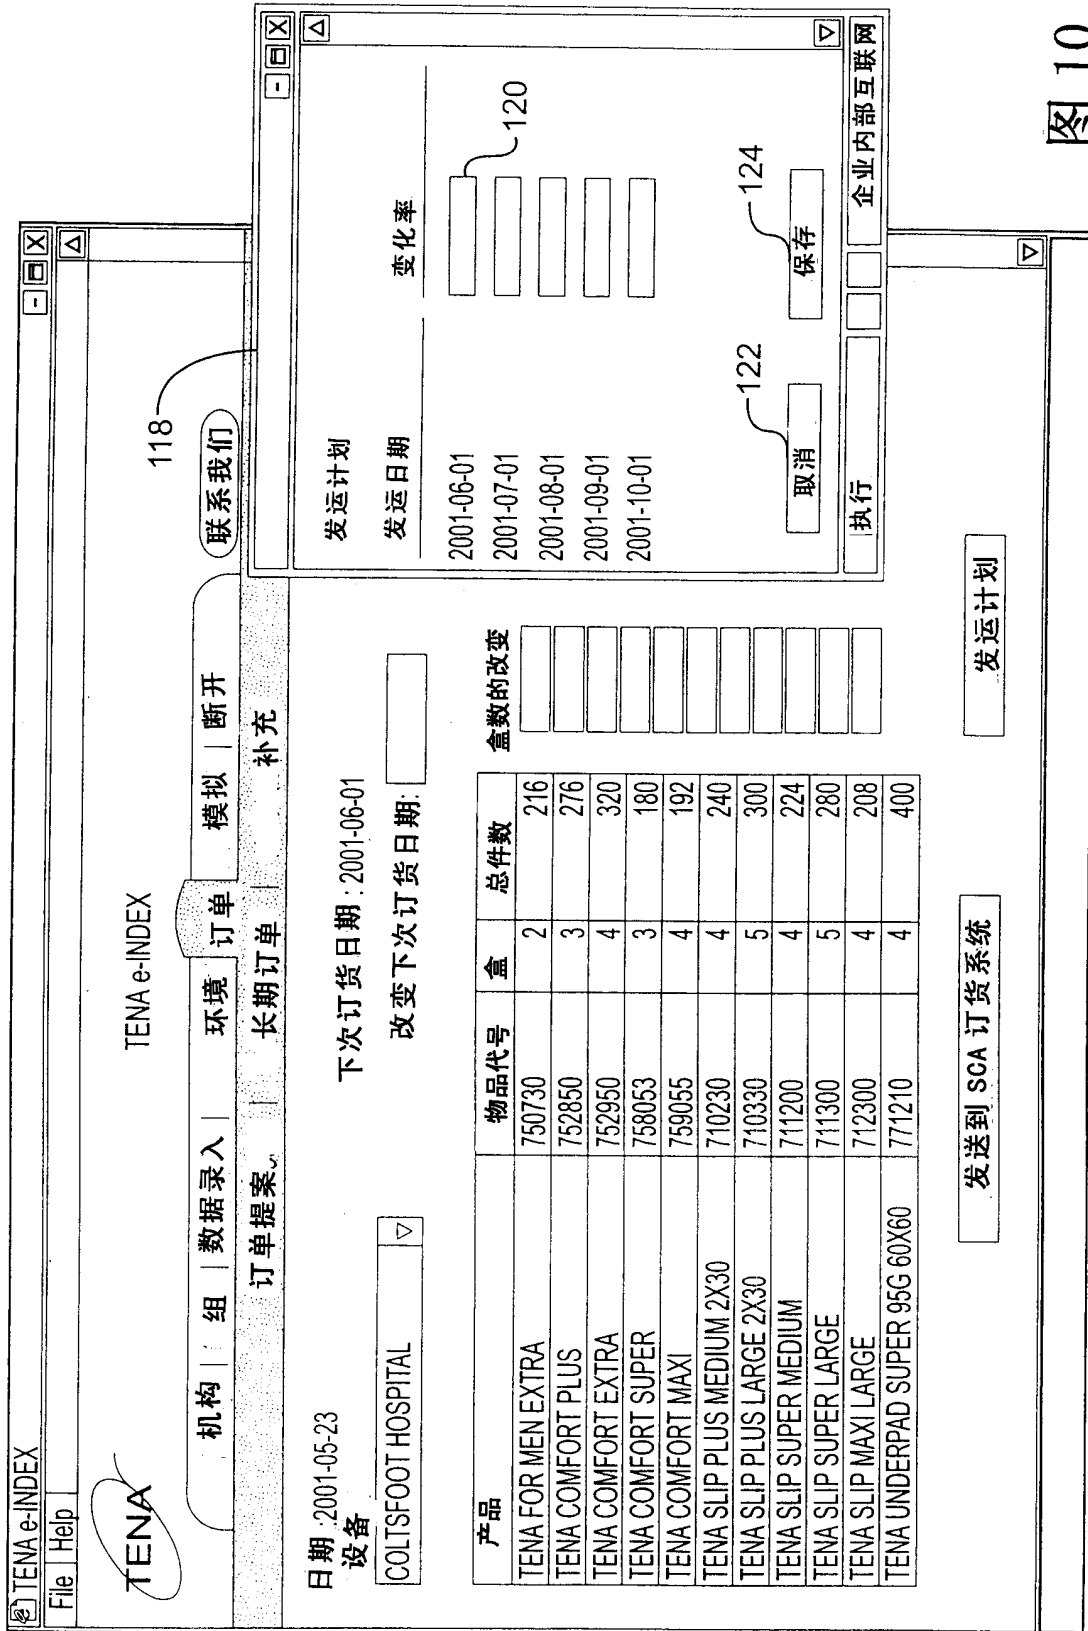 TENA e-INDEX
File Help
TENA
TENA e-INDEX
机构 | 组 | 数据录入 | 环境 订单 模拟 | 断开 联系我们
订单提案 | 长期订单 | 补充
日期:2001-05-23
设备
COLTSFOOT HOSPITAL
下次订货日期:2001-06-01
改变下次订货日期:
产品 物品代号 盒 总件数 盒数的改变
TENA FOR MEN EXTRA 750730 2 216
TENA COMFORT PLUS 752850 3 276
TENA COMFORT EXTRA 752950 4 320
TENA COMFORT SUPER 758053 3 180
TENA COMFORT MAXI 759055 4 192
TENA SLIP PLUS MEDIUM 2X30 710230 4 240
TENA SLIP PLUS LARGE 2X30 710330 5 300
TENA SLIP SUPER MEDIUM 711200 4 224
TENA SLIP SUPER LARGE 711300 5 280
TENA SLIP MAXI LARGE 712300 4 208
TENA UNDERPAD SUPER 95G 60X60 771210 4 400
发送到 SCA 订货系统 发运计划
118
发运计划
发运日期 变化率
2001-06-01
2001-07-01
2001-08-01
2001-09-01
2001-10-01
120
122
124
取消 保存
执行 企业内部互联网
图 10